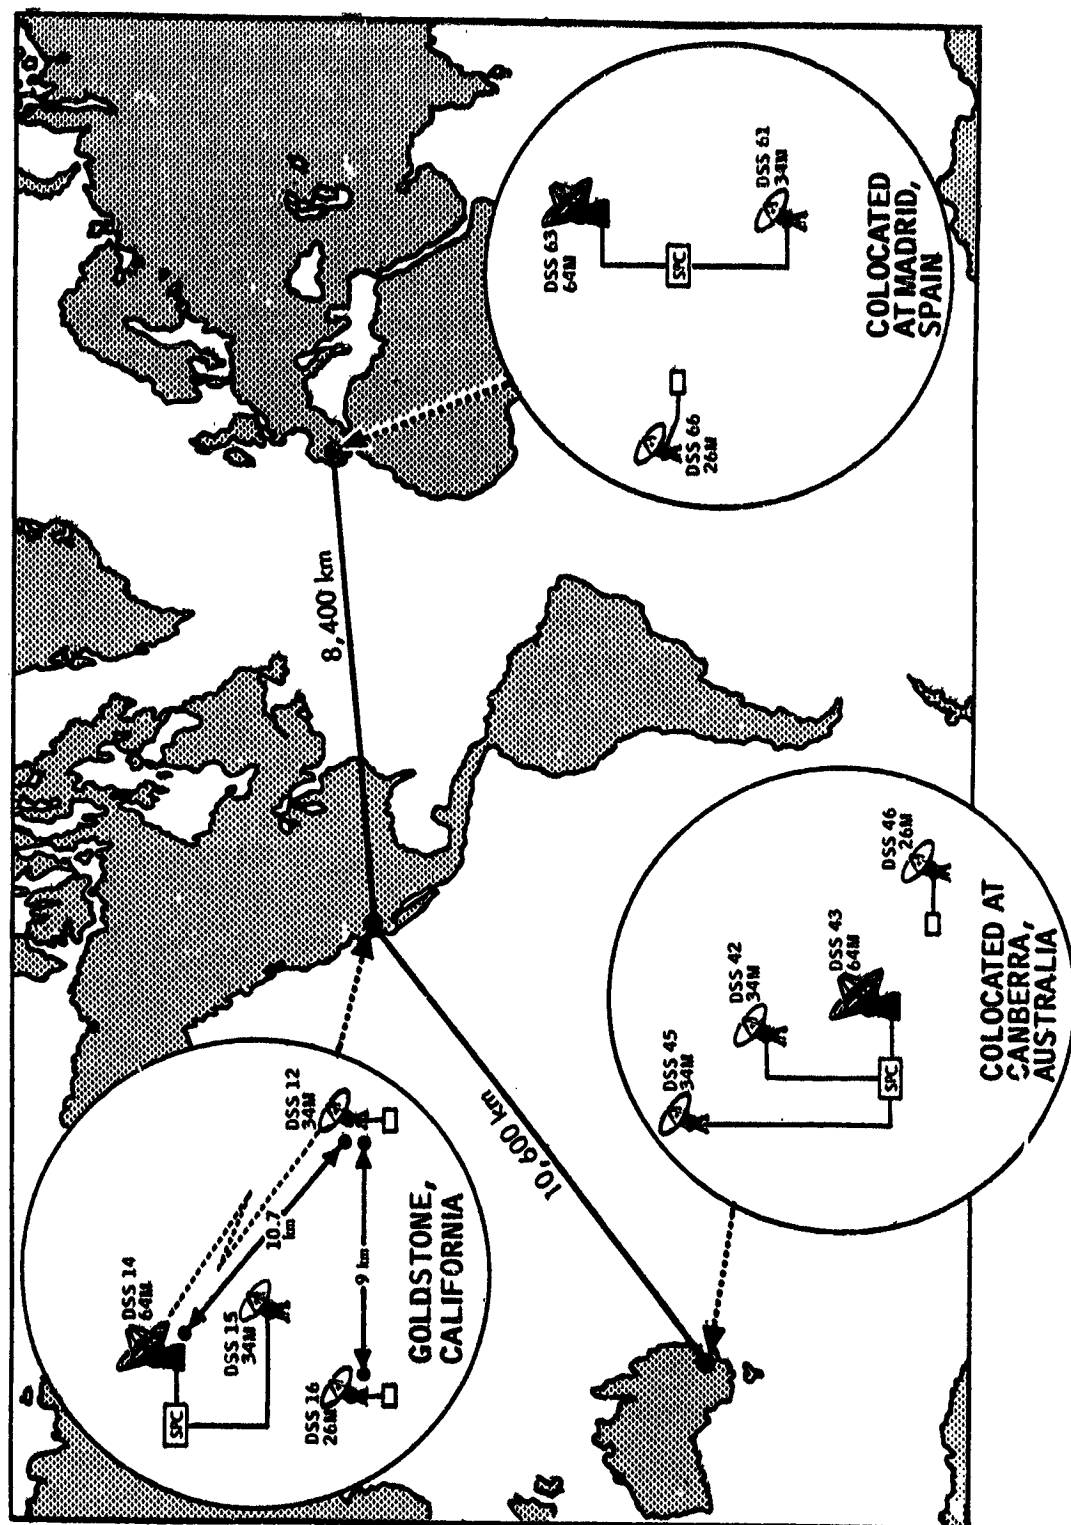 SPC
DSS 14
64M
DSS 15
34M
DSS 16
26M
10.7
km
9 km
DSS 12
34M
GOLDSTONE,
CALIFORNIA
8,400 km
10,600 km
DSS 45
34M
DSS 42
34M
DSS 43
64M
SPC
DSS 46
26M
COLOCATED AT
CANBERRA,
AUSTRALIA
DSS 66
26M
DSS 63
64M
SPC
DSS 61
34M
COLOCATED
AT MADRID,
SPAIN